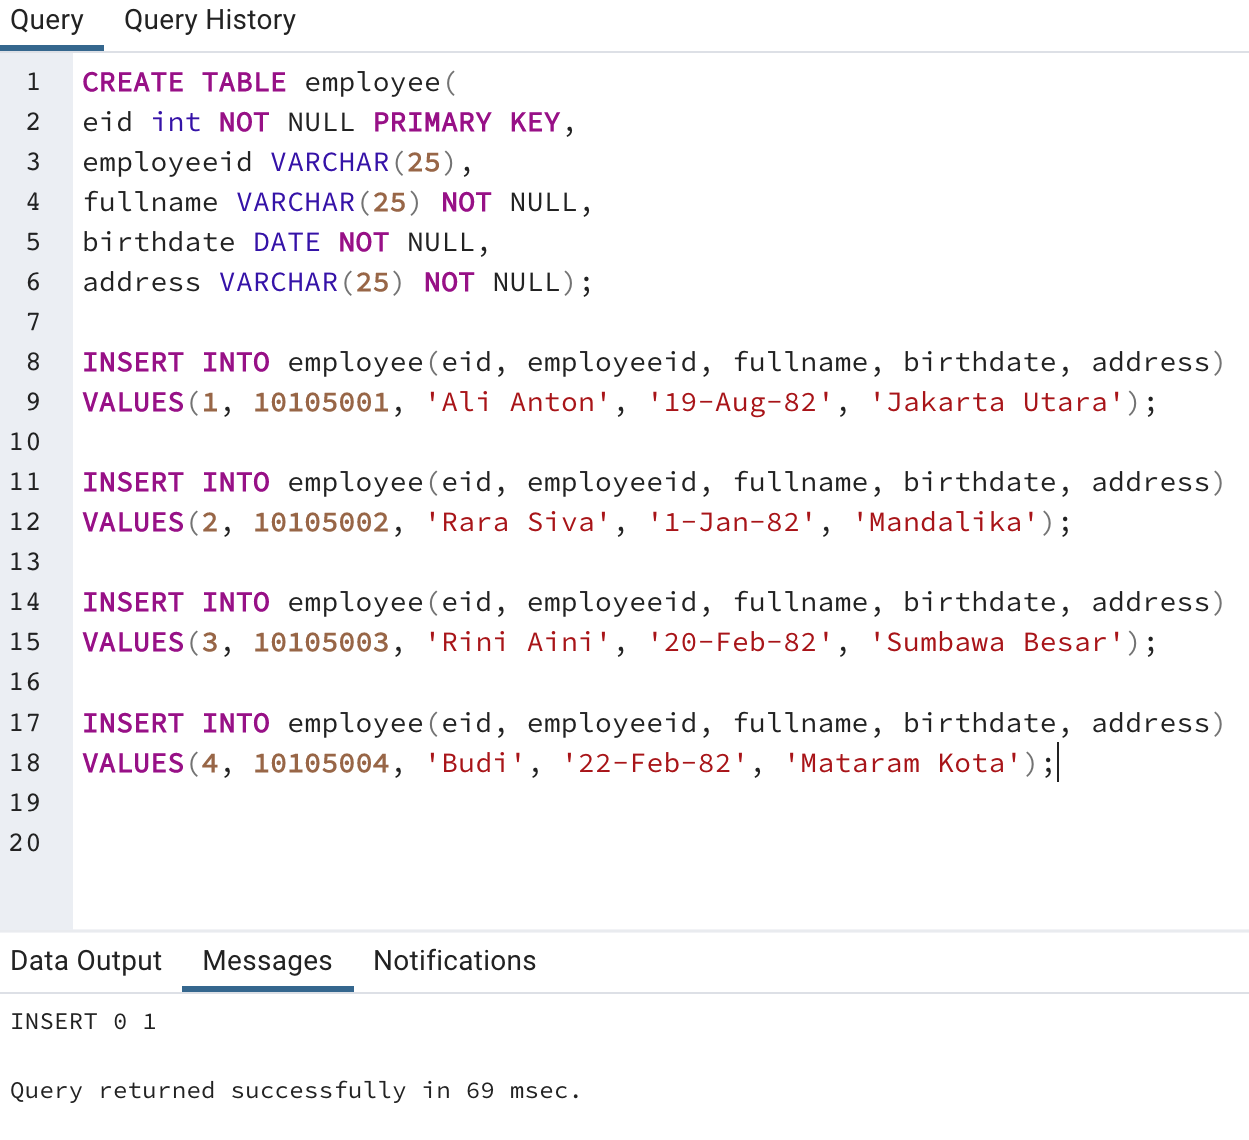 Query Query History
1 CREATE TABLE employee(
2 eid int NOT NULL PRIMARY KEY,
3 employeeid VARCHAR(25),
4 fullname VARCHAR(25) NOT NULL,
5 birthdate DATE NOT NULL,
6 address VARCHAR(25) NOT NULL);
7
8 INSERT INTO employee(eid, employeeid, fullname, birthdate, address)
9 VALUES(1, 10105001, 'Ali Anton', '19-Aug-82', 'Jakarta Utara');
10
11 INSERT INTO employee(eid, employeeid, fullname, birthdate, address)
12 VALUES(2, 10105002, 'Rara Siva', '1-Jan-82', 'Mandalika');
13
14 INSERT INTO employee(eid, employeeid, fullname, birthdate, address)
15 VALUES(3, 10105003, 'Rini Aini', '20-Feb-82', 'Sumbawa Besar');
16
17 INSERT INTO employee(eid, employeeid, fullname, birthdate, address)
18 VALUES(4, 10105004, 'Budi', '22-Feb-82', 'Mataram Kota');
19
20
Data Output Messages Notifications
INSERT 0 1
Query returned successfully in 69 msec.